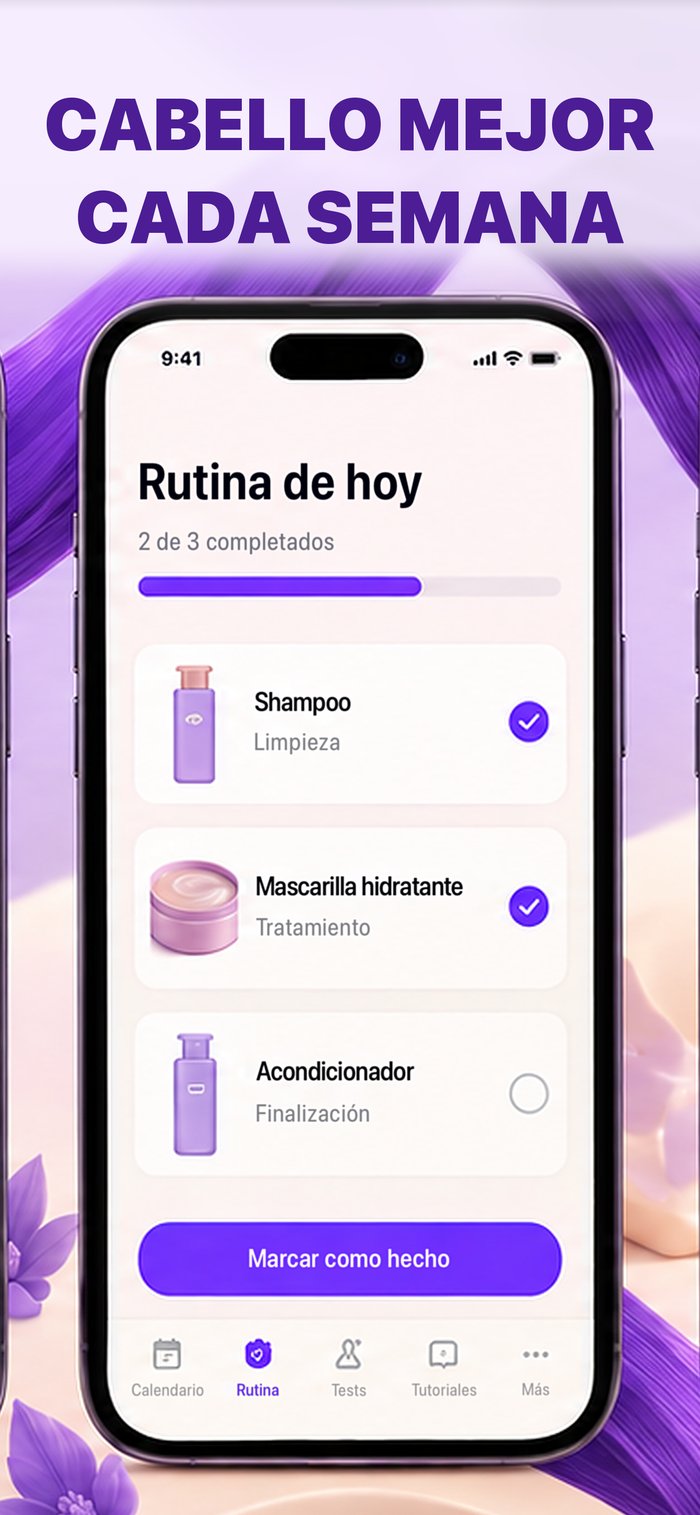 CABELLO MEJOR
CADA SEMANA
9:41
Rutina de hoy
2 de 3 completados
Shampoo
Limpieza
Mascarilla hidratante
Tratamiento
Acondicionador
Finalización
Marcar como hecho
Calendario
Rutina
Tests
Tutoriales
Más